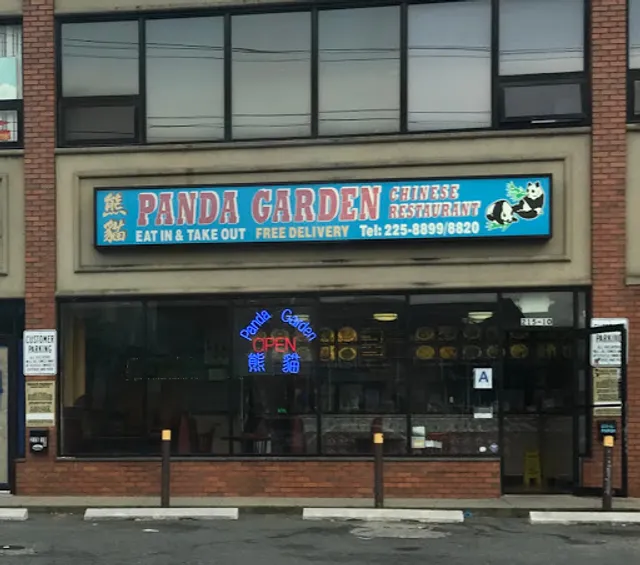 熊貓
PANDA GARDEN
CHINESE
RESTAURANT
EAT IN & TAKE OUT FREE DELIVERY Tel: 225-8899/8820
215-10
Panda Garden
OPEN
熊貓
A
CUSTOMER
PARKING
PARKING